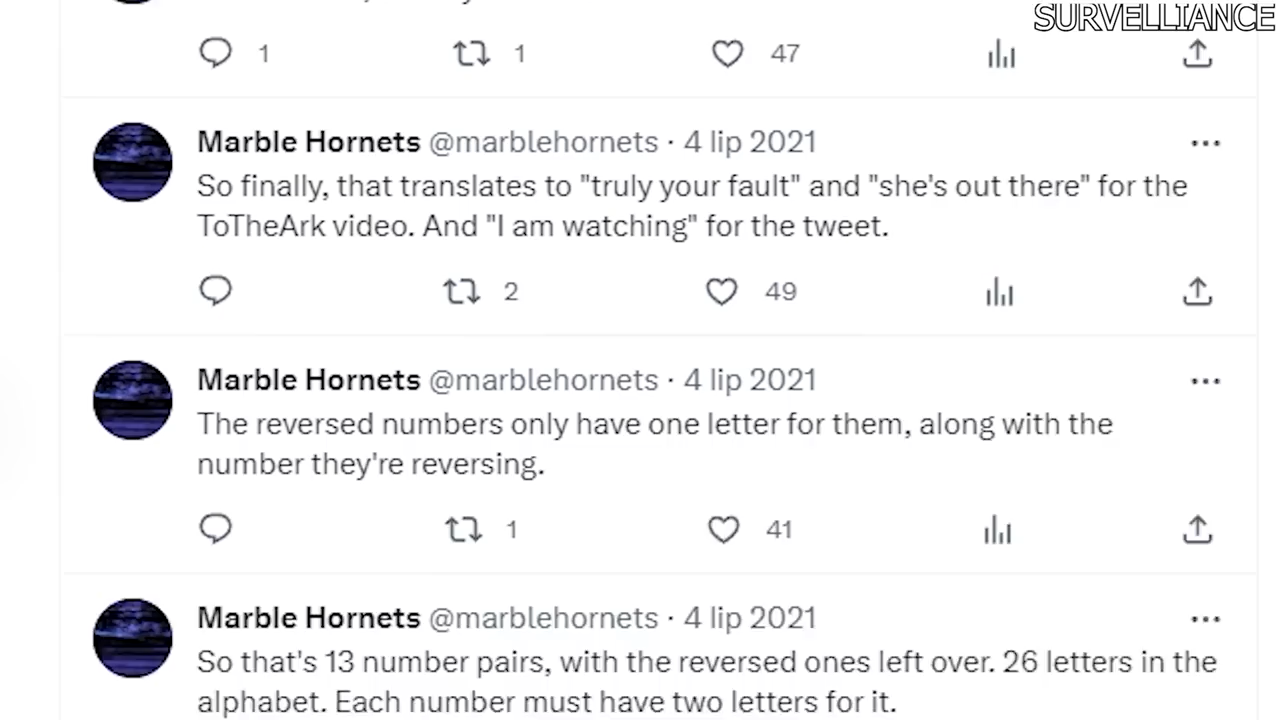 SURVELLIANCE
1 1 47
Marble Hornets @marblehornets · 4 lip 2021
So finally, that translates to "truly your fault" and "she's out there" for the
ToTheArk video. And "I am watching" for the tweet.
2 49
Marble Hornets @marblehornets · 4 lip 2021
The reversed numbers only have one letter for them, along with the
number they're reversing.
1 41
Marble Hornets @marblehornets · 4 lip 2021
So that's 13 number pairs, with the reversed ones left over. 26 letters in the
alphabet. Each number must have two letters for it.